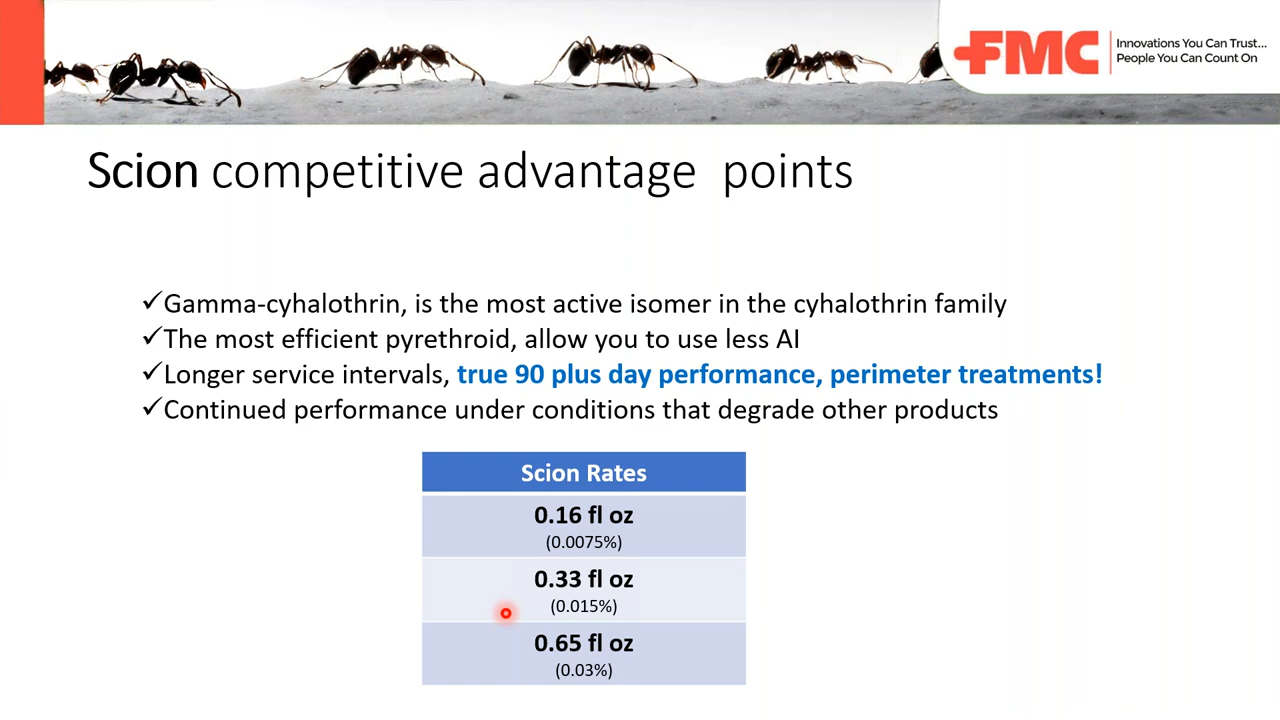 FMC
Innovations You Can Trust...
People You Can Count On
Scion competitive advantage points
✓Gamma-cyhalothrin, is the most active isomer in the cyhalothrin family
✓The most efficient pyrethroid, allow you to use less AI
✓Longer service intervals, true 90 plus day performance, perimeter treatments!
✓Continued performance under conditions that degrade other products
Scion Rates
0.16 fl oz
(0.0075%)
0.33 fl oz
(0.015%)
0.65 fl oz
(0.03%)